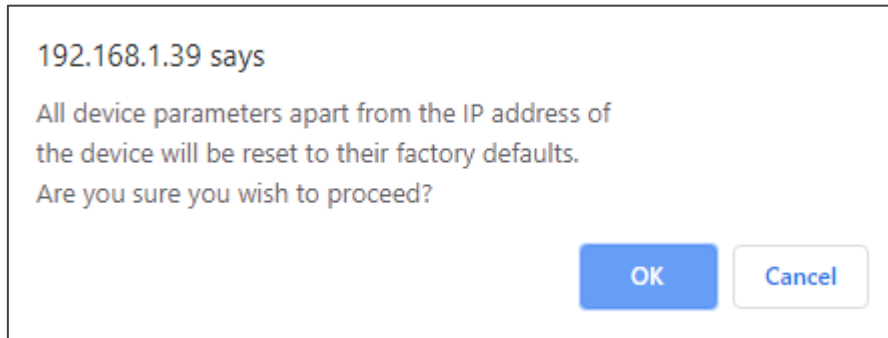 192.168.1.39 says
All device parameters apart from the IP address of
the device will be reset to their factory defaults.
Are you sure you wish to proceed?
OK
Cancel